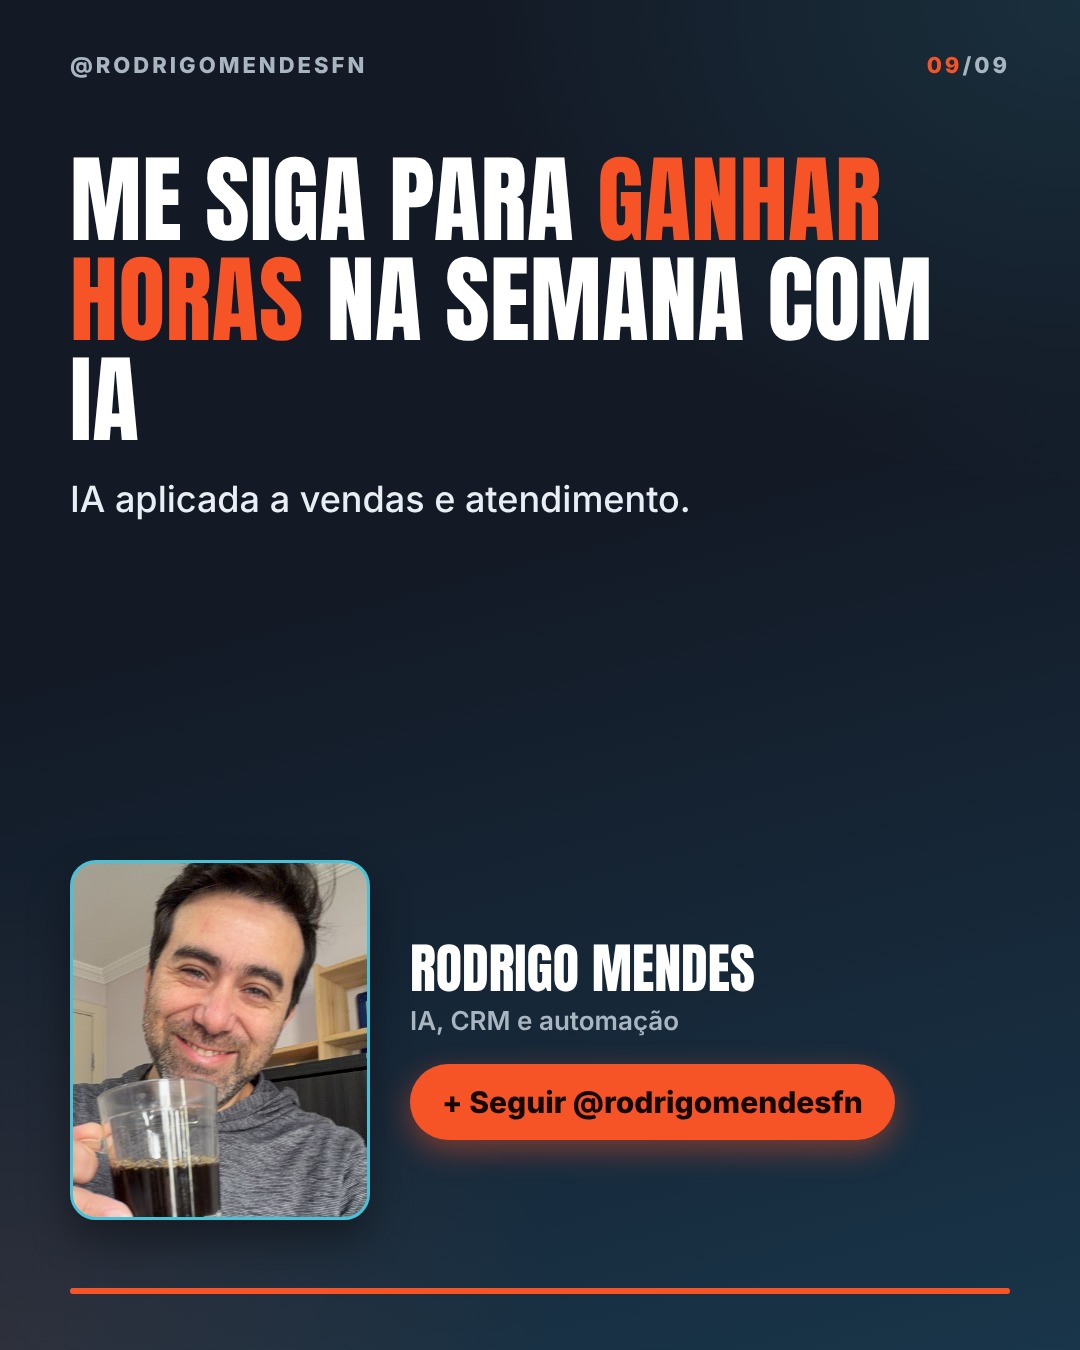 @RODRIGOMENDESFN
09/09
ME SIGA PARA GANHAR
HORAS NA SEMANA COM
IA
IA aplicada a vendas e atendimento.
RODRIGO MENDES
IA, CRM e automação
+ Seguir @rodrigomendesfn